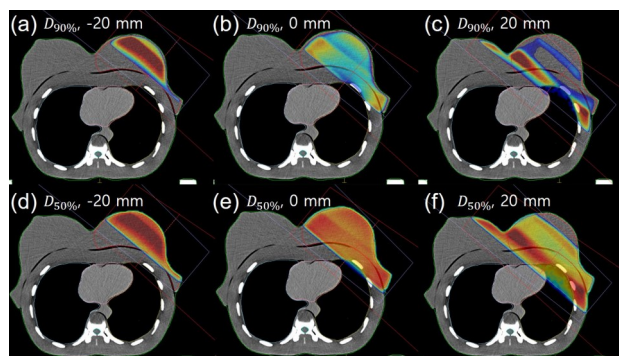 (a) D90%, -20 mm
(b) D90%, 0 mm
(c) D90%, 20 mm
(d) D50%, -20 mm
(e) D50%, 0 mm
(f) D50%, 20 mm